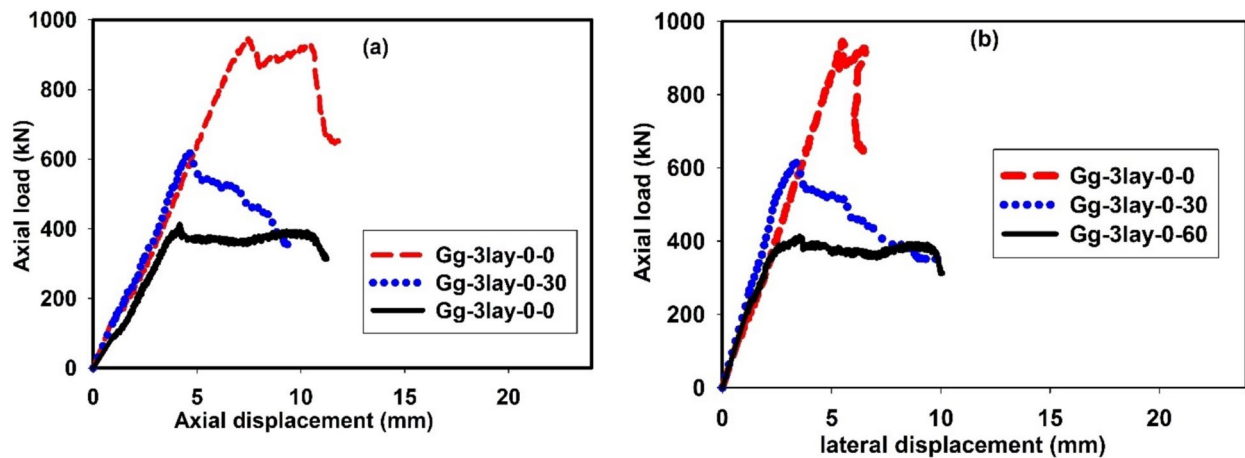 (a)
1000
800
600
400
200
0
Axial load (kN)
Gg-3lay-0-0
Gg-3lay-0-30
Gg-3lay-0-0
0 5 10 15 20
Axial displacement (mm)
(b)
1000
800
600
400
200
0
Axial load (kN)
Gg-3lay-0-0
Gg-3lay-0-30
Gg-3lay-0-60
0 5 10 15 20
lateral displacement (mm)